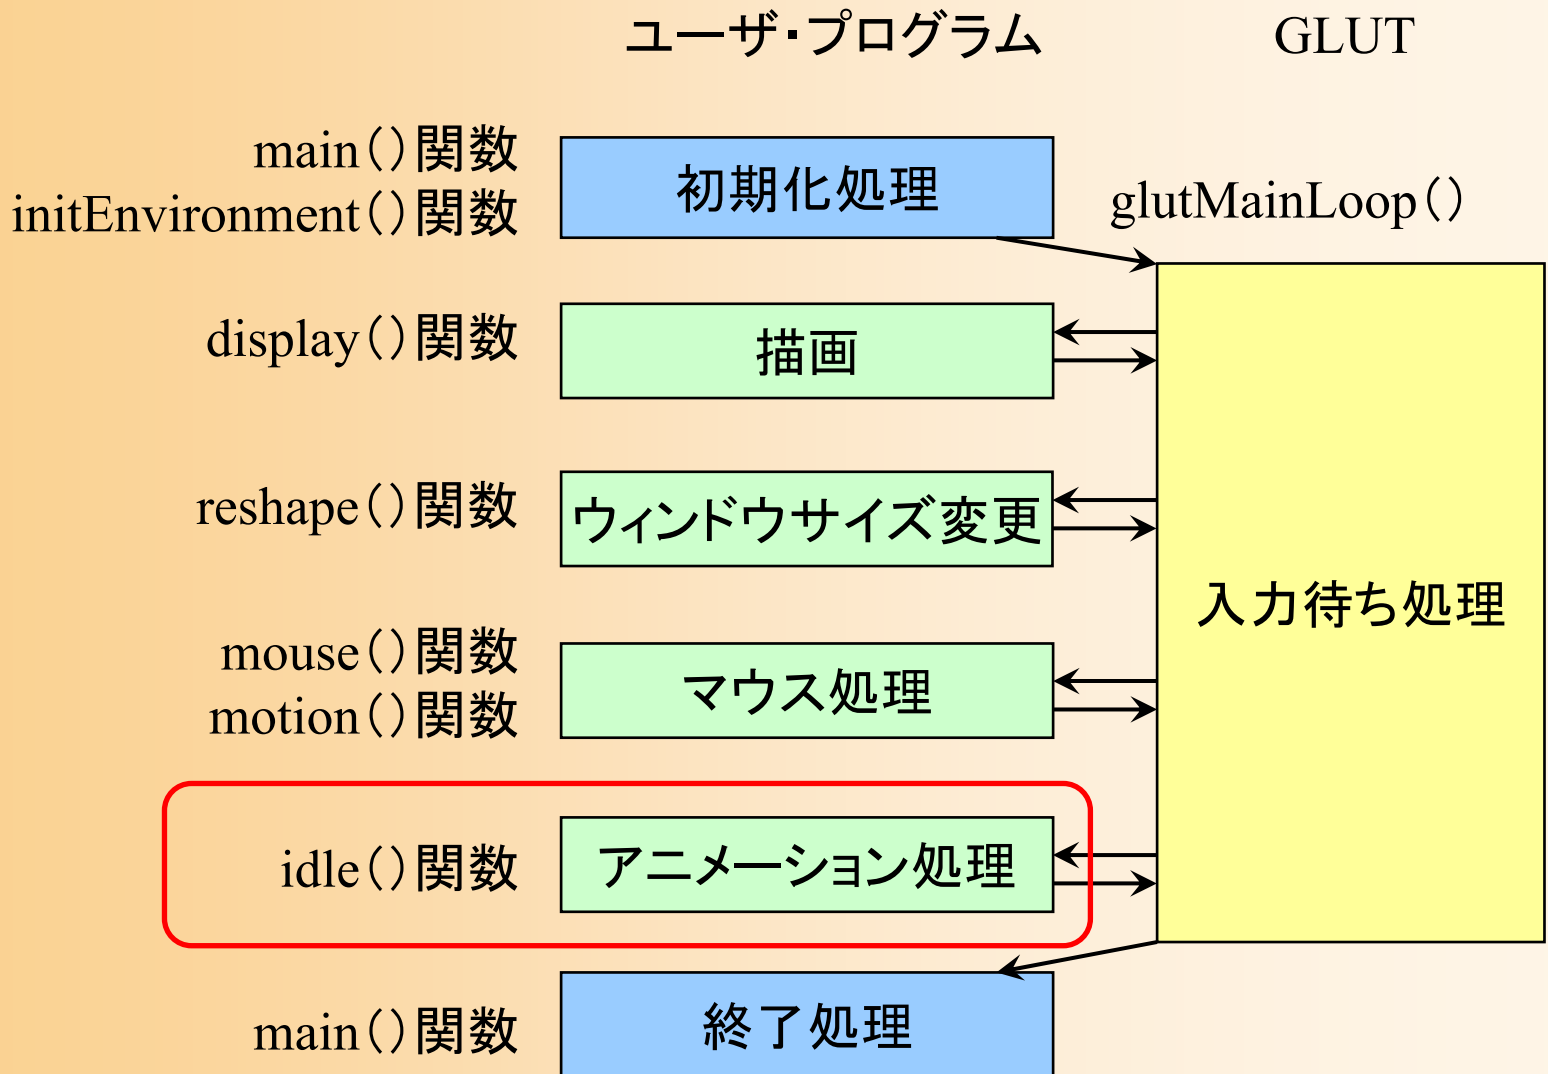 ユーザ・プログラム
GLUT
main()関数
initEnvironment()関数
初期化処理
glutMainLoop()
display()関数
描画
reshape()関数
ウィンドウサイズ変更
入力待ち処理
mouse()関数
motion()関数
マウス処理
idle()関数
アニメーション処理
main()関数
終了処理